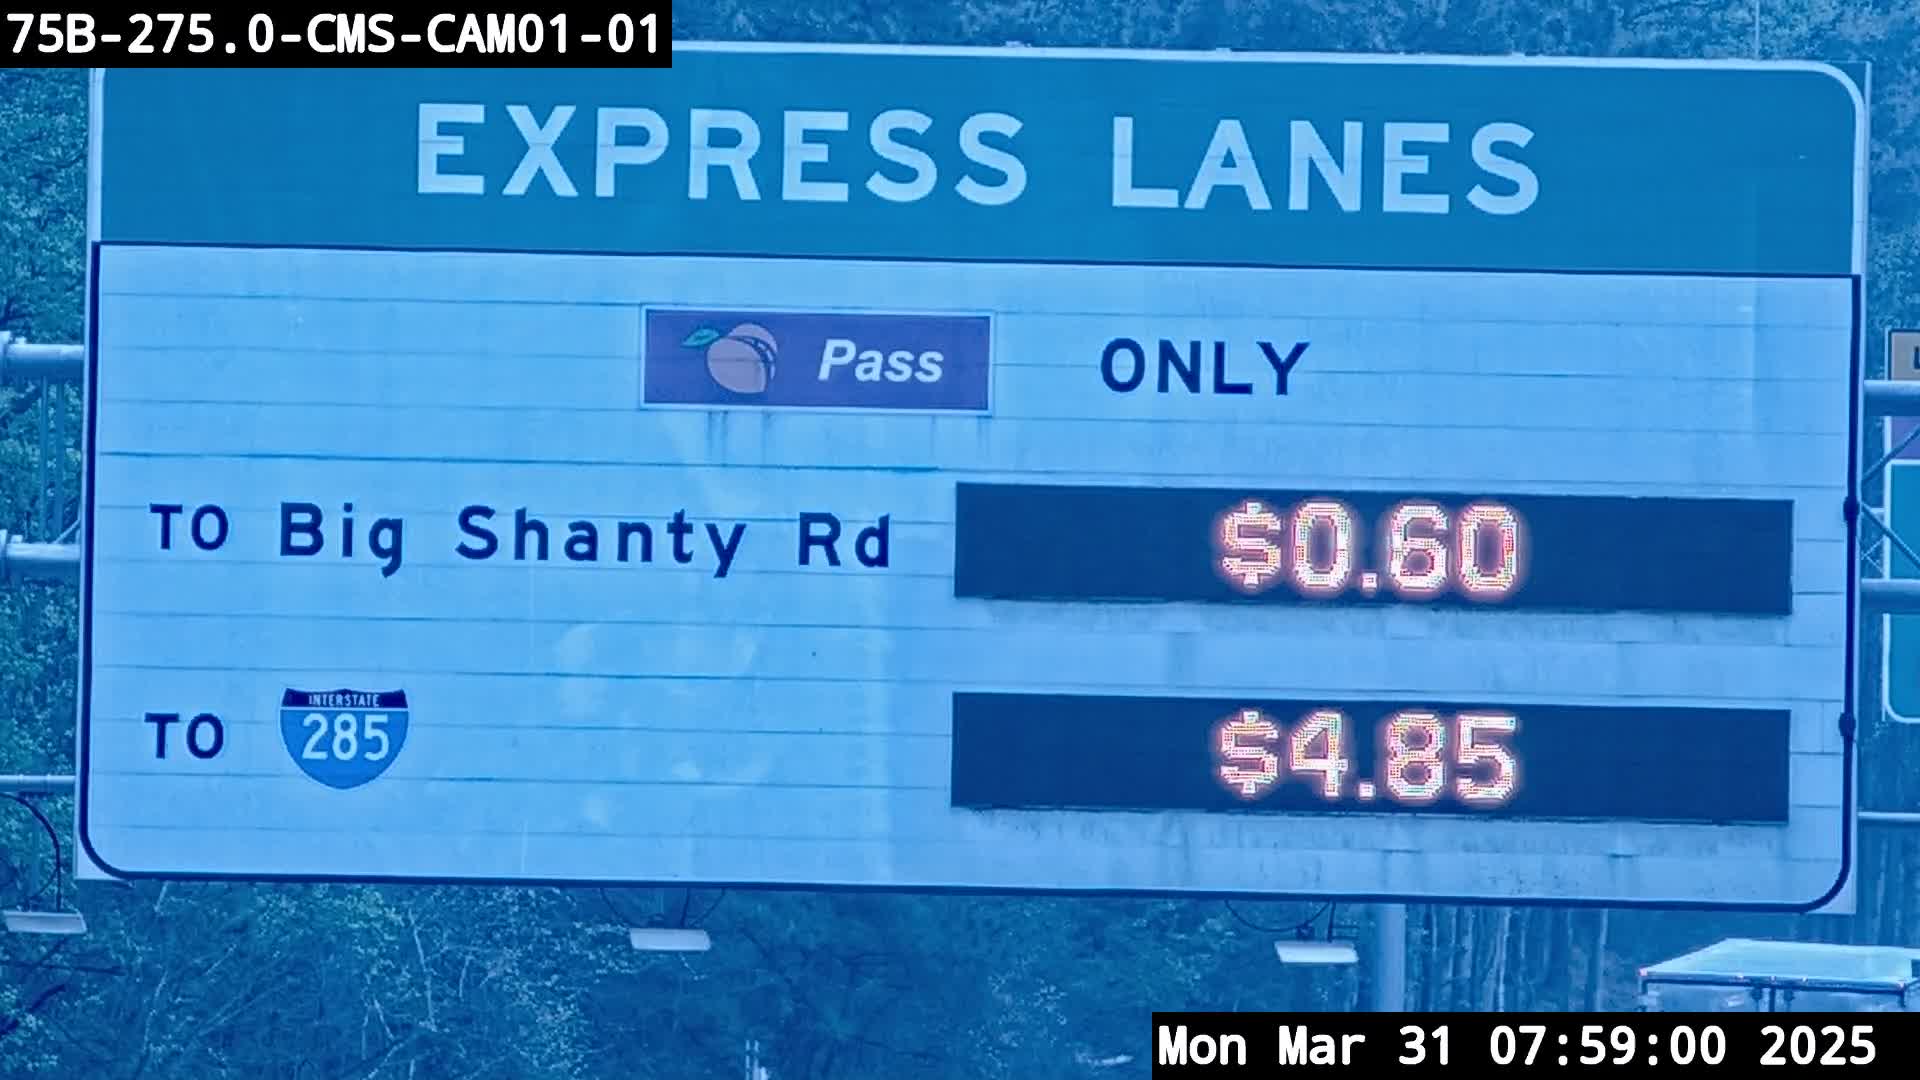 75B-275.0-CMS-CAM01-01
EXPRESS LANES
Pass ONLY
TO Big Shanty Rd $0.60
TO INTERSTATE 285 $4.85
Mon Mar 31 07:59:00 2025